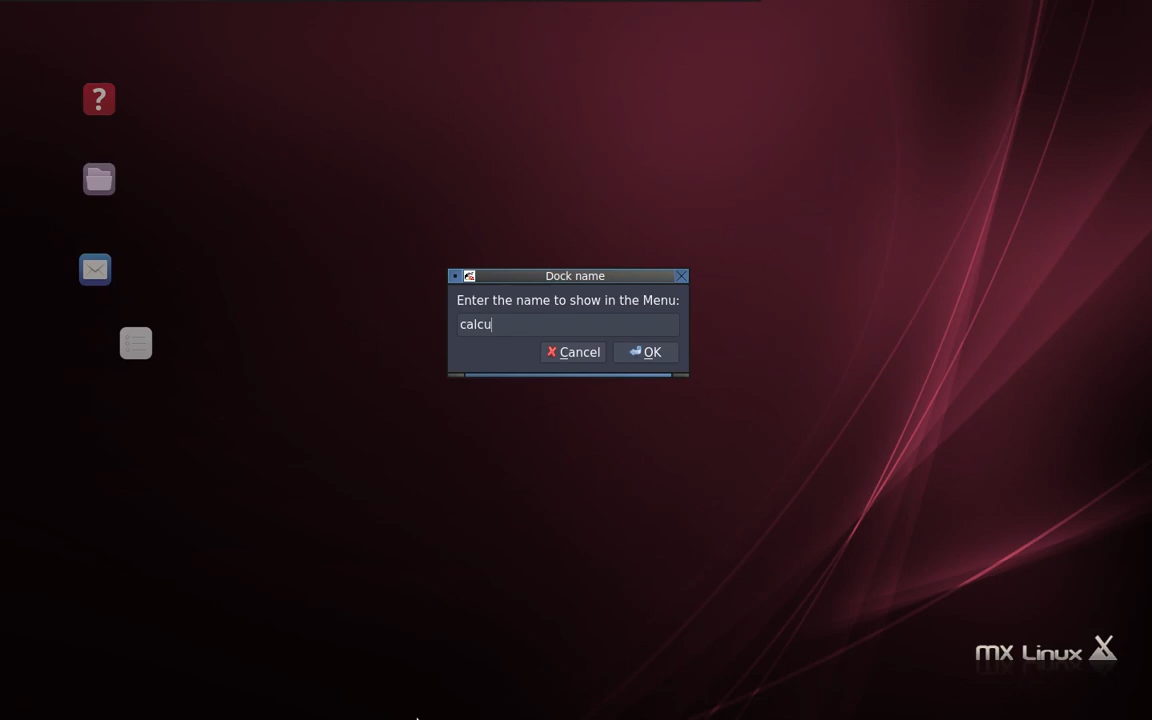 ?
Dock name
Enter the name to show in the Menu:
calcu
Cancel
OK
MX Linux